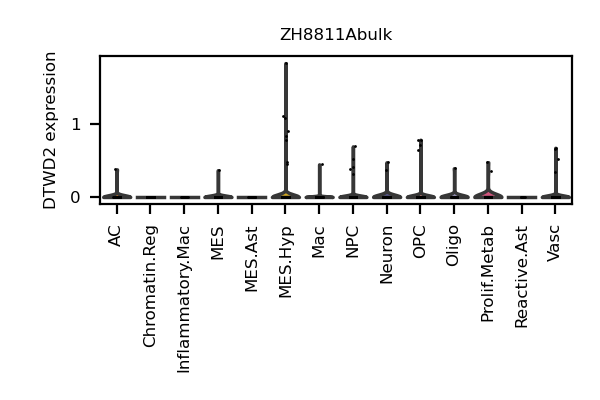 ZH8811Abulk
DTWD2 expression
1
0
AC
Chromatin.Reg
Inflammatory.Mac
MES
MES.Ast
MES.Hyp
Mac
NPC
Neuron
OPC
Oligo
Prolif.Metab
Reactive.Ast
Vasc